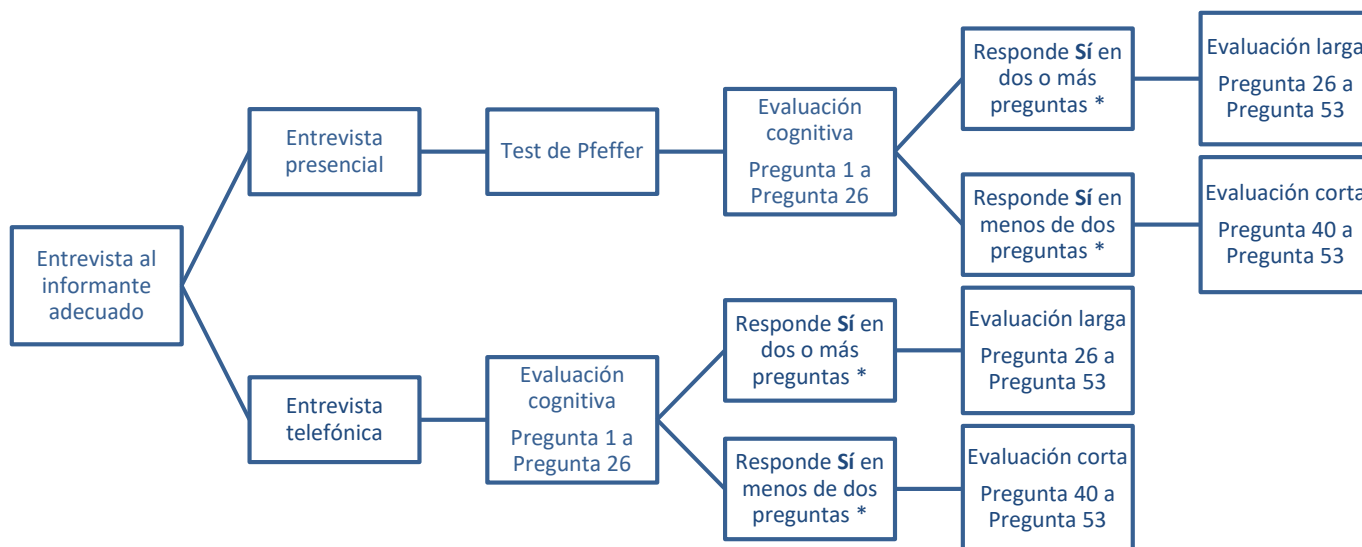 Entrevista al
informante
adecuado
Entrevista
presencial
Test de Pfeffer
Evaluación
cognitiva
Pregunta 1 a
Pregunta 26
Responde Sí en
dos o más
preguntas *
Evaluación larga
Pregunta 26 a
Pregunta 53
Responde Sí en
menos de dos
preguntas *
Evaluación corta
Pregunta 40 a
Pregunta 53
Entrevista
telefónica
Evaluación
cognitiva
Pregunta 1 a
Pregunta 26
Responde Sí en
dos o más
preguntas *
Evaluación larga
Pregunta 26 a
Pregunta 53
Responde Sí en
menos de dos
preguntas *
Evaluación corta
Pregunta 40 a
Pregunta 53